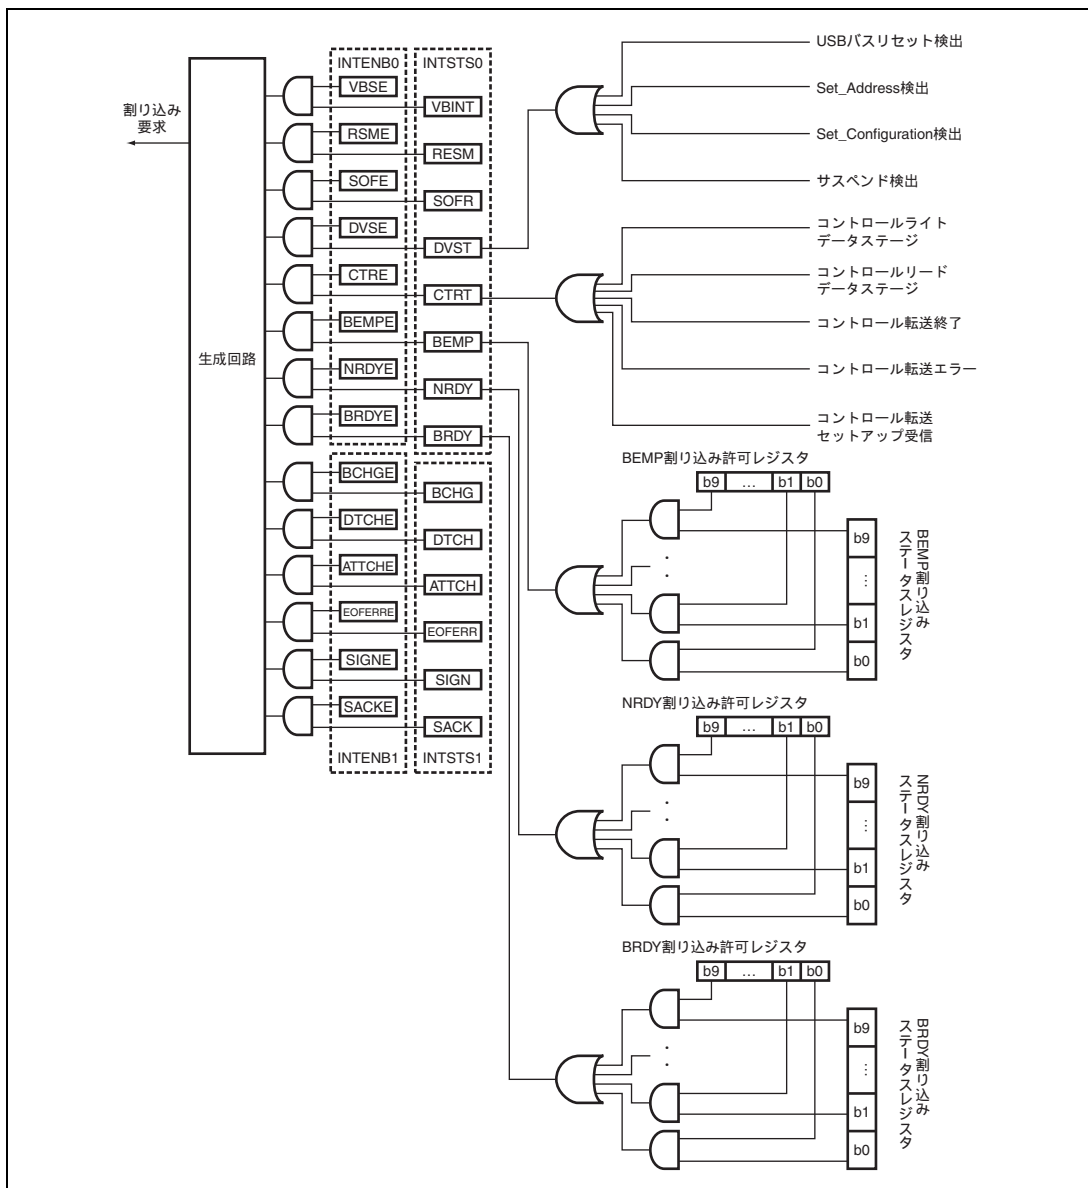 INTENB0
INTSTS0
VBSE
VBINT
RSME
RESM
SOFE
SOFR
DVSE
DVST
CTRE
CTRT
BEMPE
BEMP
NRDYE
NRDY
BRDYE
BRDY
BCHGE
BCHG
DTCHE
DTCH
ATTCHE
ATTCH
EOFERRE
EOFERR
SIGNE
SIGN
SACKE
SACK
INTENB1
INTSTS1
割り込み
要求
生成回路
USBバスリセット検出
Set_Address検出
Set_Configuration検出
サスペンド検出
コントロールライト
データステージ
コントロールリード
データステージ
コントロール転送終了
コントロール転送エラー
コントロール転送
セットアップ受信
BEMP割り込み許可レジスタ
b9 … b1 b0
b9
…
b1
b0
BEMP割り込み
ステータスレジスタ
NRDY割り込み許可レジスタ
b9 … b1 b0
b9
…
b1
b0
NRDY割り込み
ステータスレジスタ
BRDY割り込み許可レジスタ
b9 … b1 b0
b9
…
b1
b0
BRDY割り込み
ステータスレジスタ